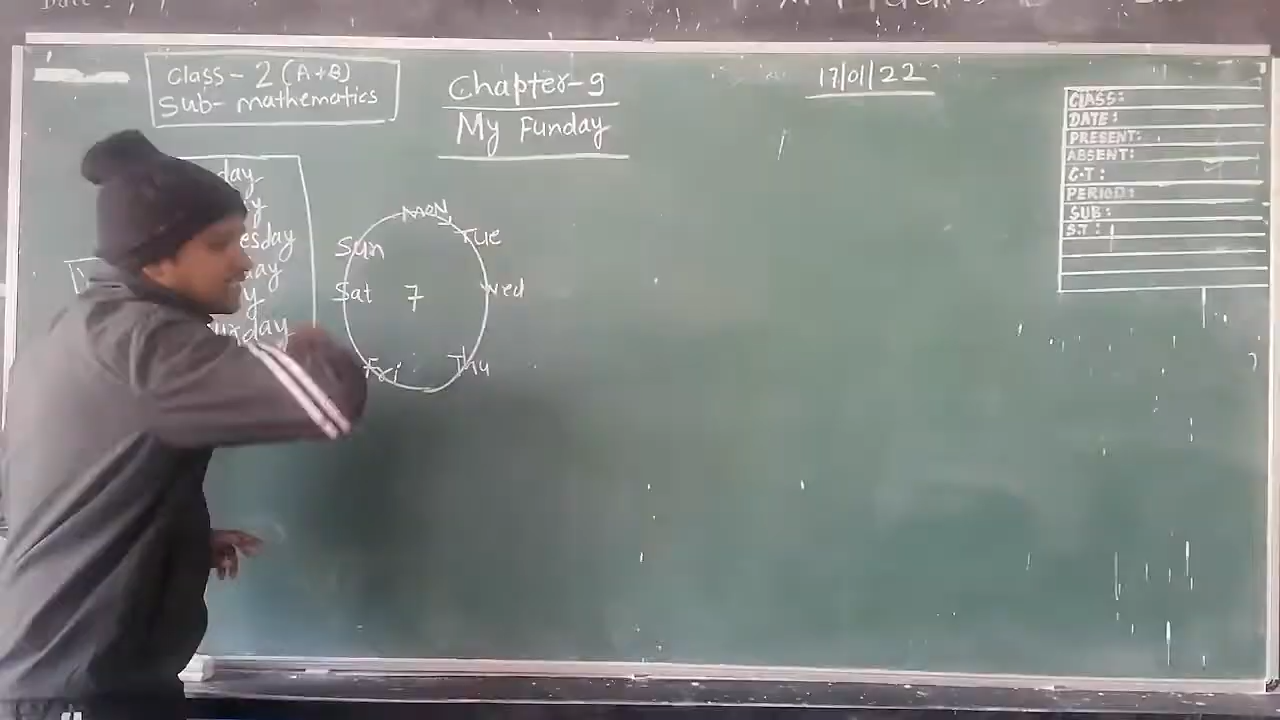 Class - 2 (A+B)
Sub- mathematics
Chapter-9
My Funday
17/01/22
MON
Tue
Wed
Thu
Fri
Sat
Sun
7
CLASS:
DATE:
PRESENT:
ABSENT:
C.T:
PERIOD:
SUB:
S.T: